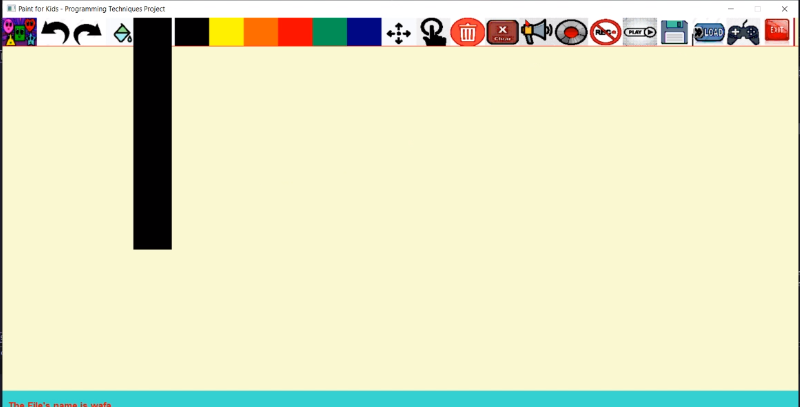 Paint for Kids - Programming Techniques Project
Clear
REC
PLAY
LOAD
EXIT
The File's name is wafa